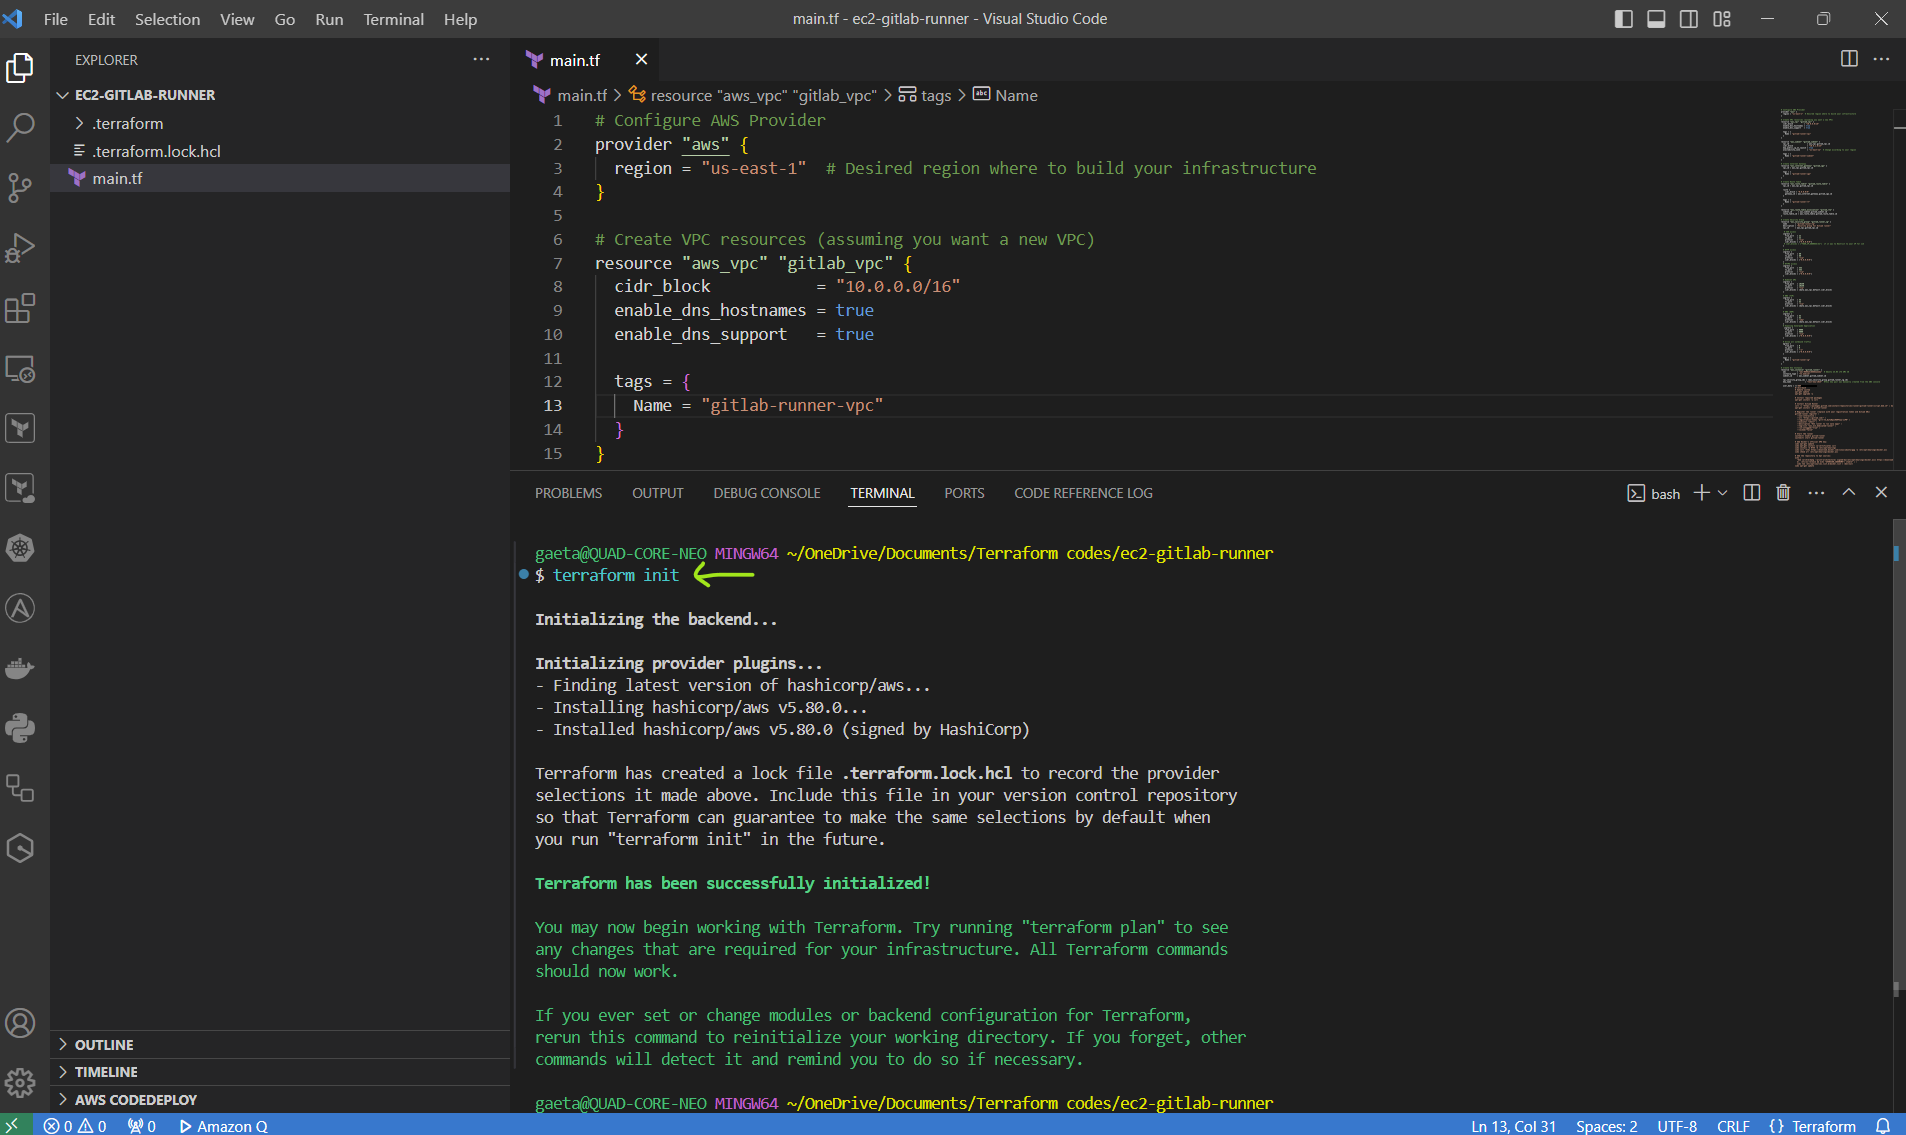 File Edit Selection View Go Run Terminal Help
main.tf - ec2-gitlab-runner - Visual Studio Code
EXPLORER
EC2-GITLAB-RUNNER
.terraform
.terraform.lock.hcl
main.tf
OUTLINE
TIMELINE
AWS CODEDEPLOY
main.tf
main.tf > resource "aws_vpc" "gitlab_vpc" > tags > abc Name
1 # Configure AWS Provider
2 provider "aws" {
3 region = "us-east-1" # Desired region where to build your infrastructure
4 }
5
6 # Create VPC resources (assuming you want a new VPC)
7 resource "aws_vpc" "gitlab_vpc" {
8 cidr_block = "10.0.0.0/16"
9 enable_dns_hostnames = true
10 enable_dns_support = true
11
12 tags = {
13 Name = "gitlab-runner-vpc"
14 }
15 }
PROBLEMS OUTPUT DEBUG CONSOLE TERMINAL PORTS CODE REFERENCE LOG
bash
gaeta@QUAD-CORE-NEO MINGW64 ~/OneDrive/Documents/Terraform codes/ec2-gitlab-runner
$ terraform init
Initializing the backend...
Initializing provider plugins...
- Finding latest version of hashicorp/aws...
- Installing hashicorp/aws v5.80.0...
- Installed hashicorp/aws v5.80.0 (signed by HashiCorp)
Terraform has created a lock file .terraform.lock.hcl to record the provider
selections it made above. Include this file in your version control repository
so that Terraform can guarantee to make the same selections by default when
you run "terraform init" in the future.
Terraform has been successfully initialized!
You may now begin working with Terraform. Try running "terraform plan" to see
any changes that are required for your infrastructure. All Terraform commands
should now work.
If you ever set or change modules or backend configuration for Terraform,
rerun this command to reinitialize your working directory. If you forget, other
commands will detect it and remind you to do so if necessary.
gaeta@QUAD-CORE-NEO MINGW64 ~/OneDrive/Documents/Terraform codes/ec2-gitlab-runner
0 0 0 Amazon Q
Ln 13, Col 31 Spaces: 2 UTF-8 CRLF {} Terraform